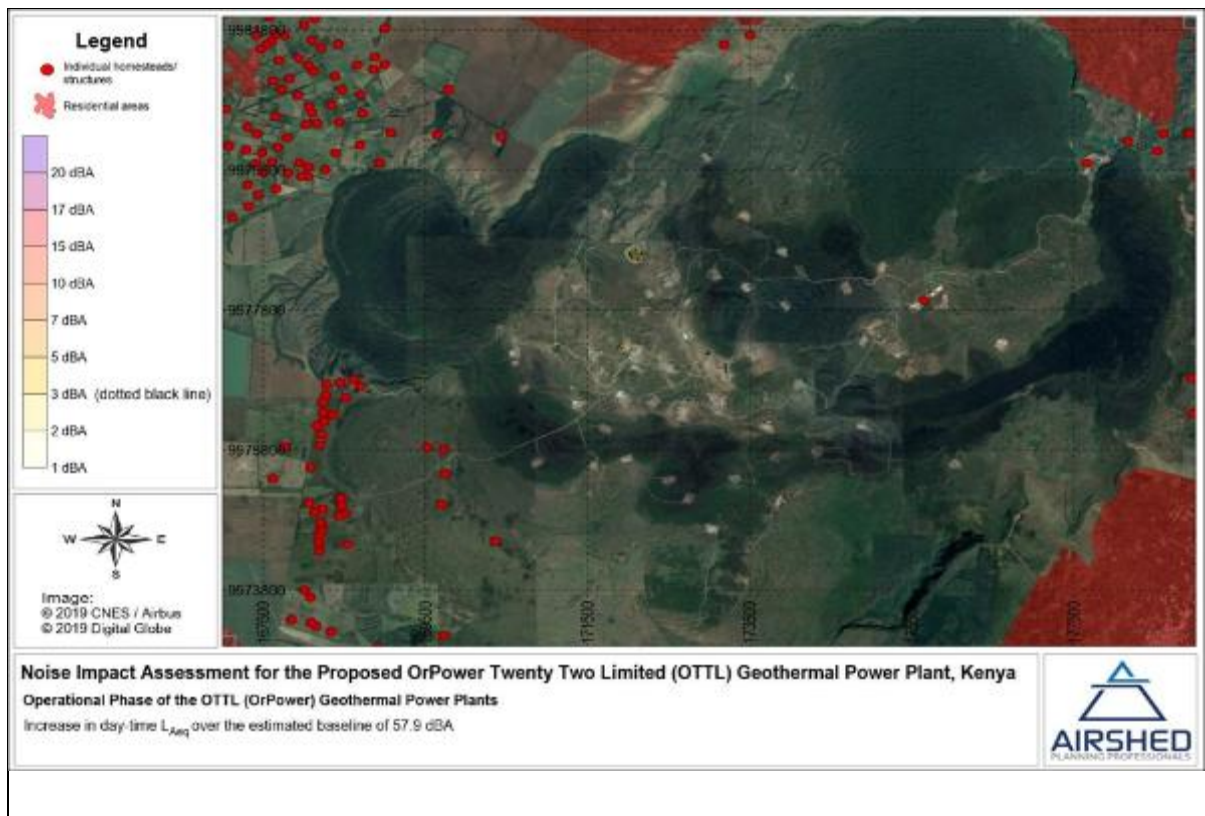 Legend
Individual homesteads/
structures
Residential areas
20 dBA
17 dBA
15 dBA
10 dBA
7 dBA
5 dBA
3 dBA (dotted black line)
2 dBA
1 dBA
N
W E
S
Image:
© 2019 CNES / Airbus
© 2019 Digital Globe
9577800
9573800
171500
173500
Noise Impact Assessment for the Proposed OrPower Twenty Two Limited (OTTL) Geothermal Power Plant, Kenya
Operational Phase of the OTTL (OrPower) Geothermal Power Plants
Increase in day-time LAeq over the estimated baseline of 57.9 dBA
AIRSHED
PLANNING PROFESSIONALS